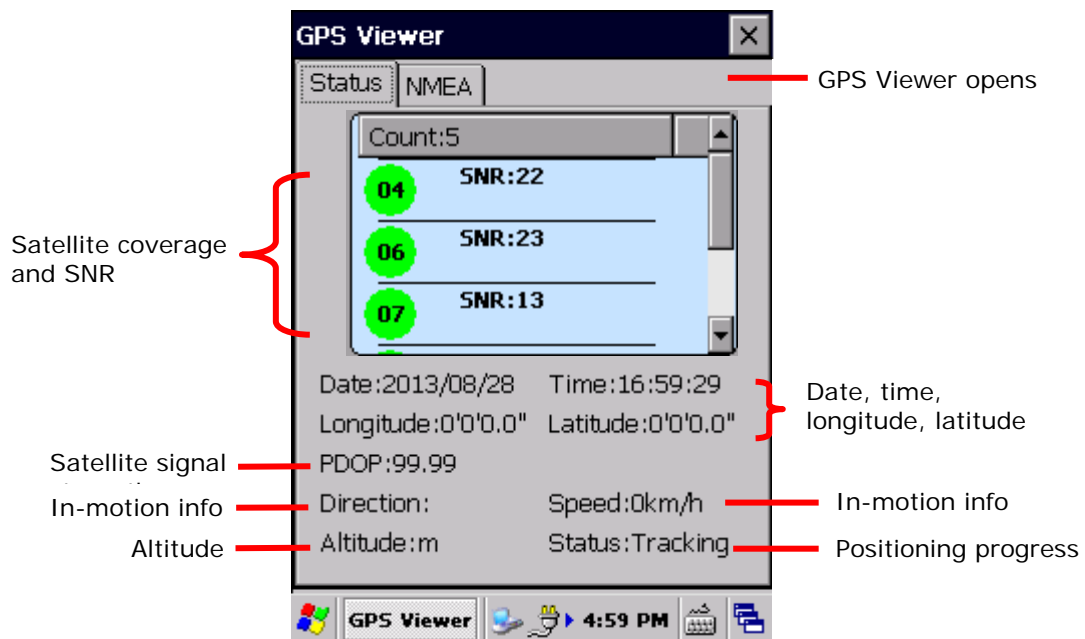 GPS Viewer
Status NMEA
GPS Viewer opens
Count:5
04 SNR:22
06 SNR:23
07 SNR:13
Satellite coverage
and SNR
Date:2013/08/28 Time:16:59:29
Longitude:0'0'0.0" Latitude:0'0'0.0"
Date, time,
longitude, latitude
Satellite signal
PDOP:99.99
In-motion info
Direction: Speed:0km/h
In-motion info
Altitude
Altitude:m Status:Tracking
Positioning progress
GPS Viewer 4:59 PM